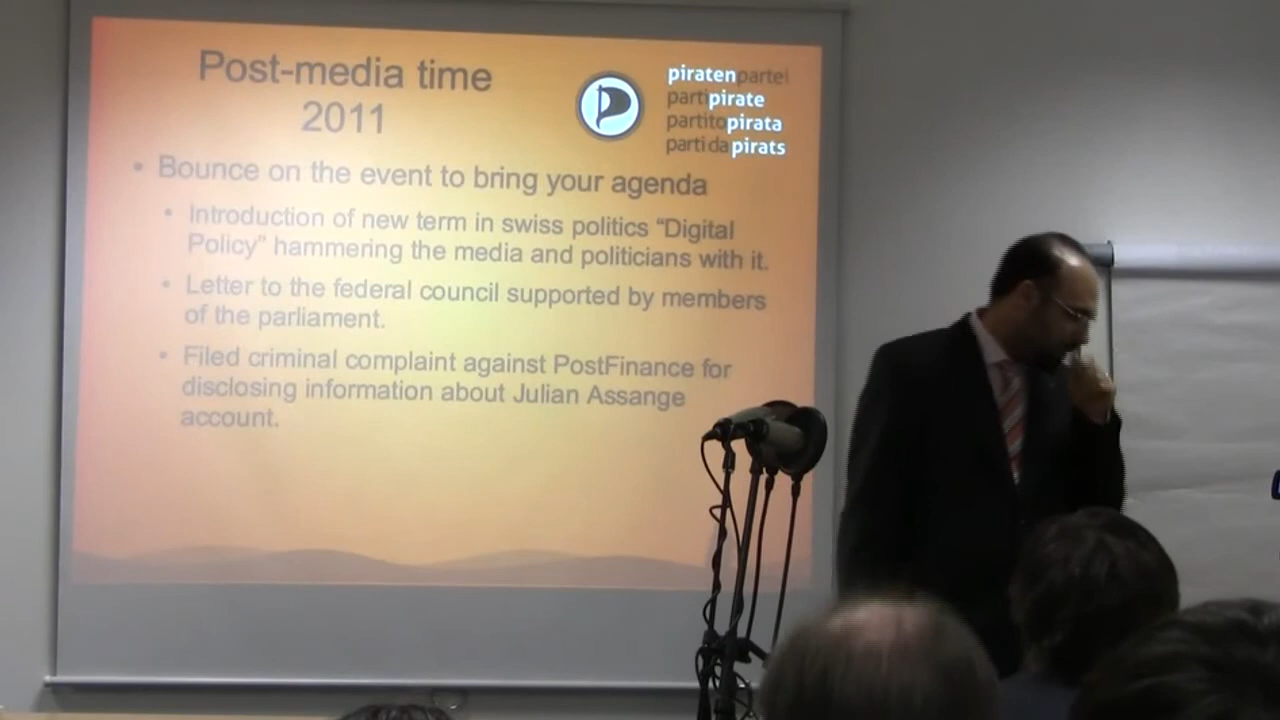 Post-media time
2011
piratenpartei
partipirate
partitopirata
partidapirats
• Bounce on the event to bring your agenda
• Introduction of new term in swiss politics “Digital
Policy” hammering the media and politicians with it.
• Letter to the federal council supported by members
of the parliament.
• Filed criminal complaint against PostFinance for
disclosing information about Julian Assange
account.